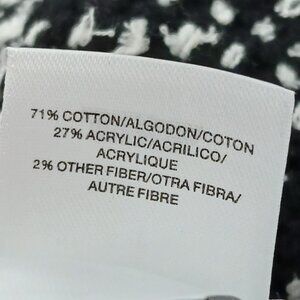 71% COTTON/ALGODON/COTON
27% ACRYLIC/ACRILICO/
ACRYLIQUE
2% OTHER FIBER/OTRA FIBRA/
AUTRE FIBRE